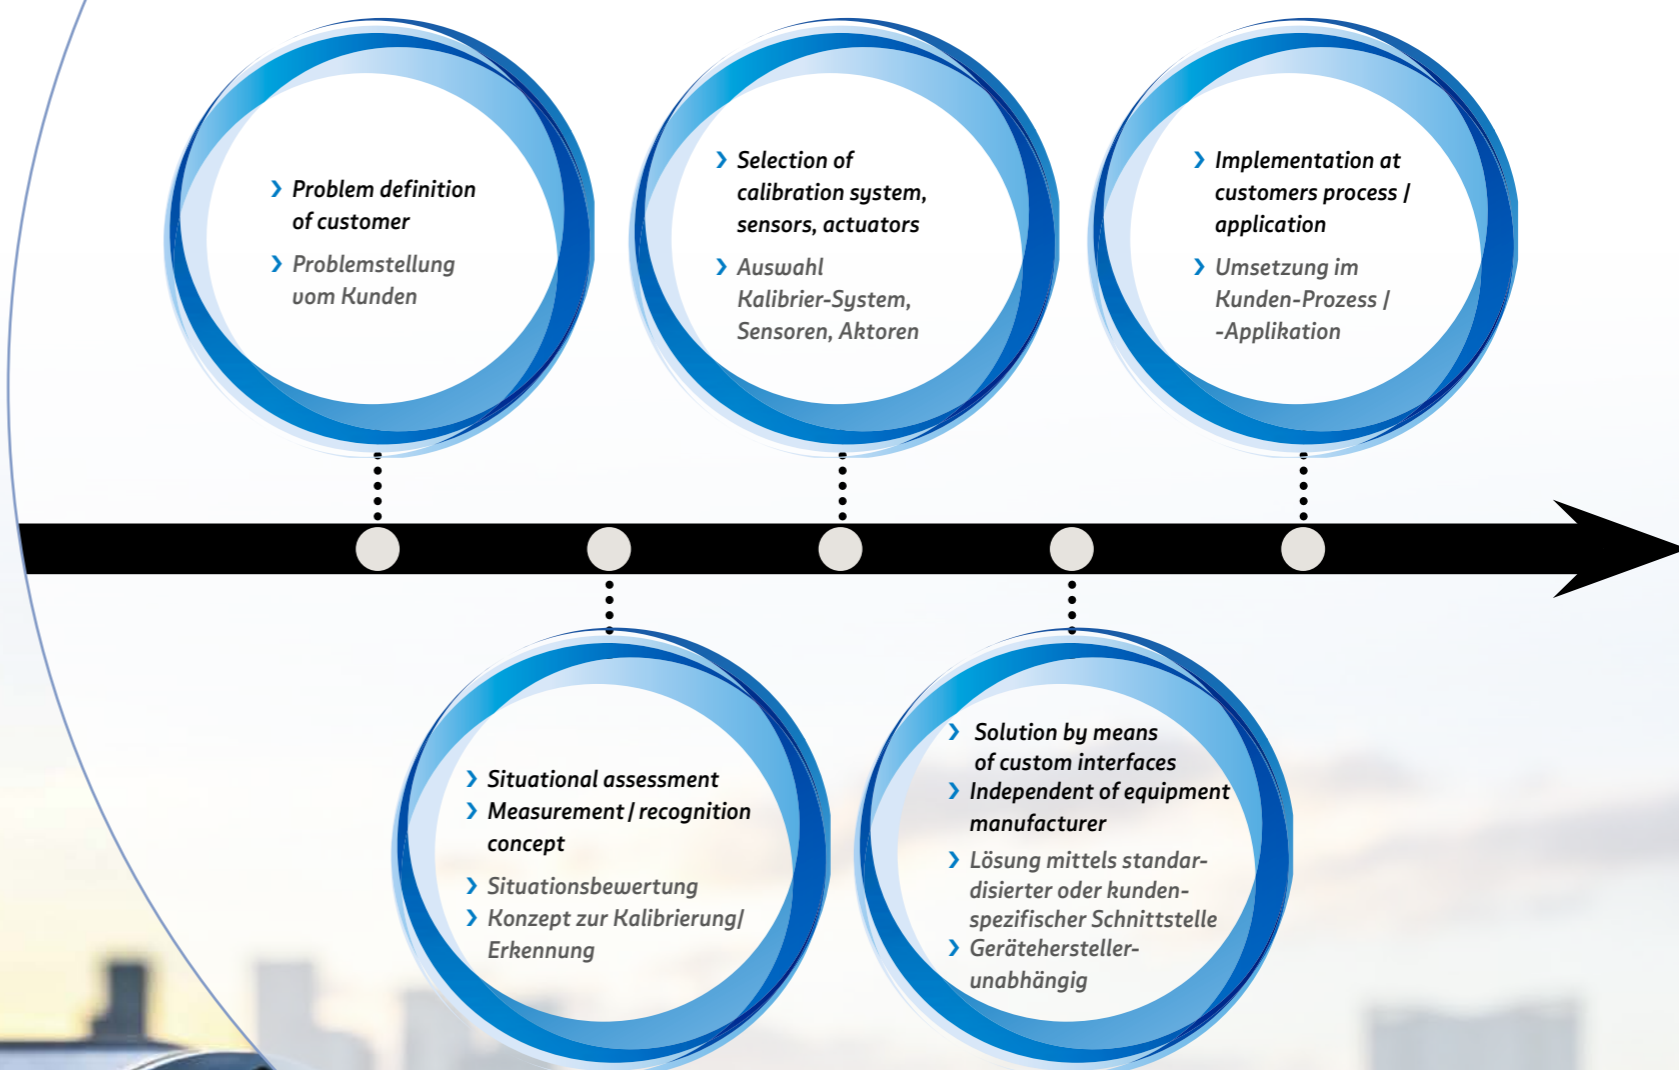 › Problem definition
of customer
› Problemstellung
vom Kunden
› Selection of
calibration system,
sensors, actuators
› Auswahl
Kalibrier-System,
Sensoren, Aktoren
› Implementation at
customers process /
application
› Umsetzung im
Kunden-Prozess /
-Applikation
› Situational assessment
› Measurement / recognition
concept
› Situationsbewertung
› Konzept zur Kalibrierung/
Erkennung
› Solution by means
of custom interfaces
› Independent of equipment
manufacturer
› Lösung mittels standar-
disierter oder kunden-
spezifischer Schnittstelle
› Gerätehersteller-
unabhängig